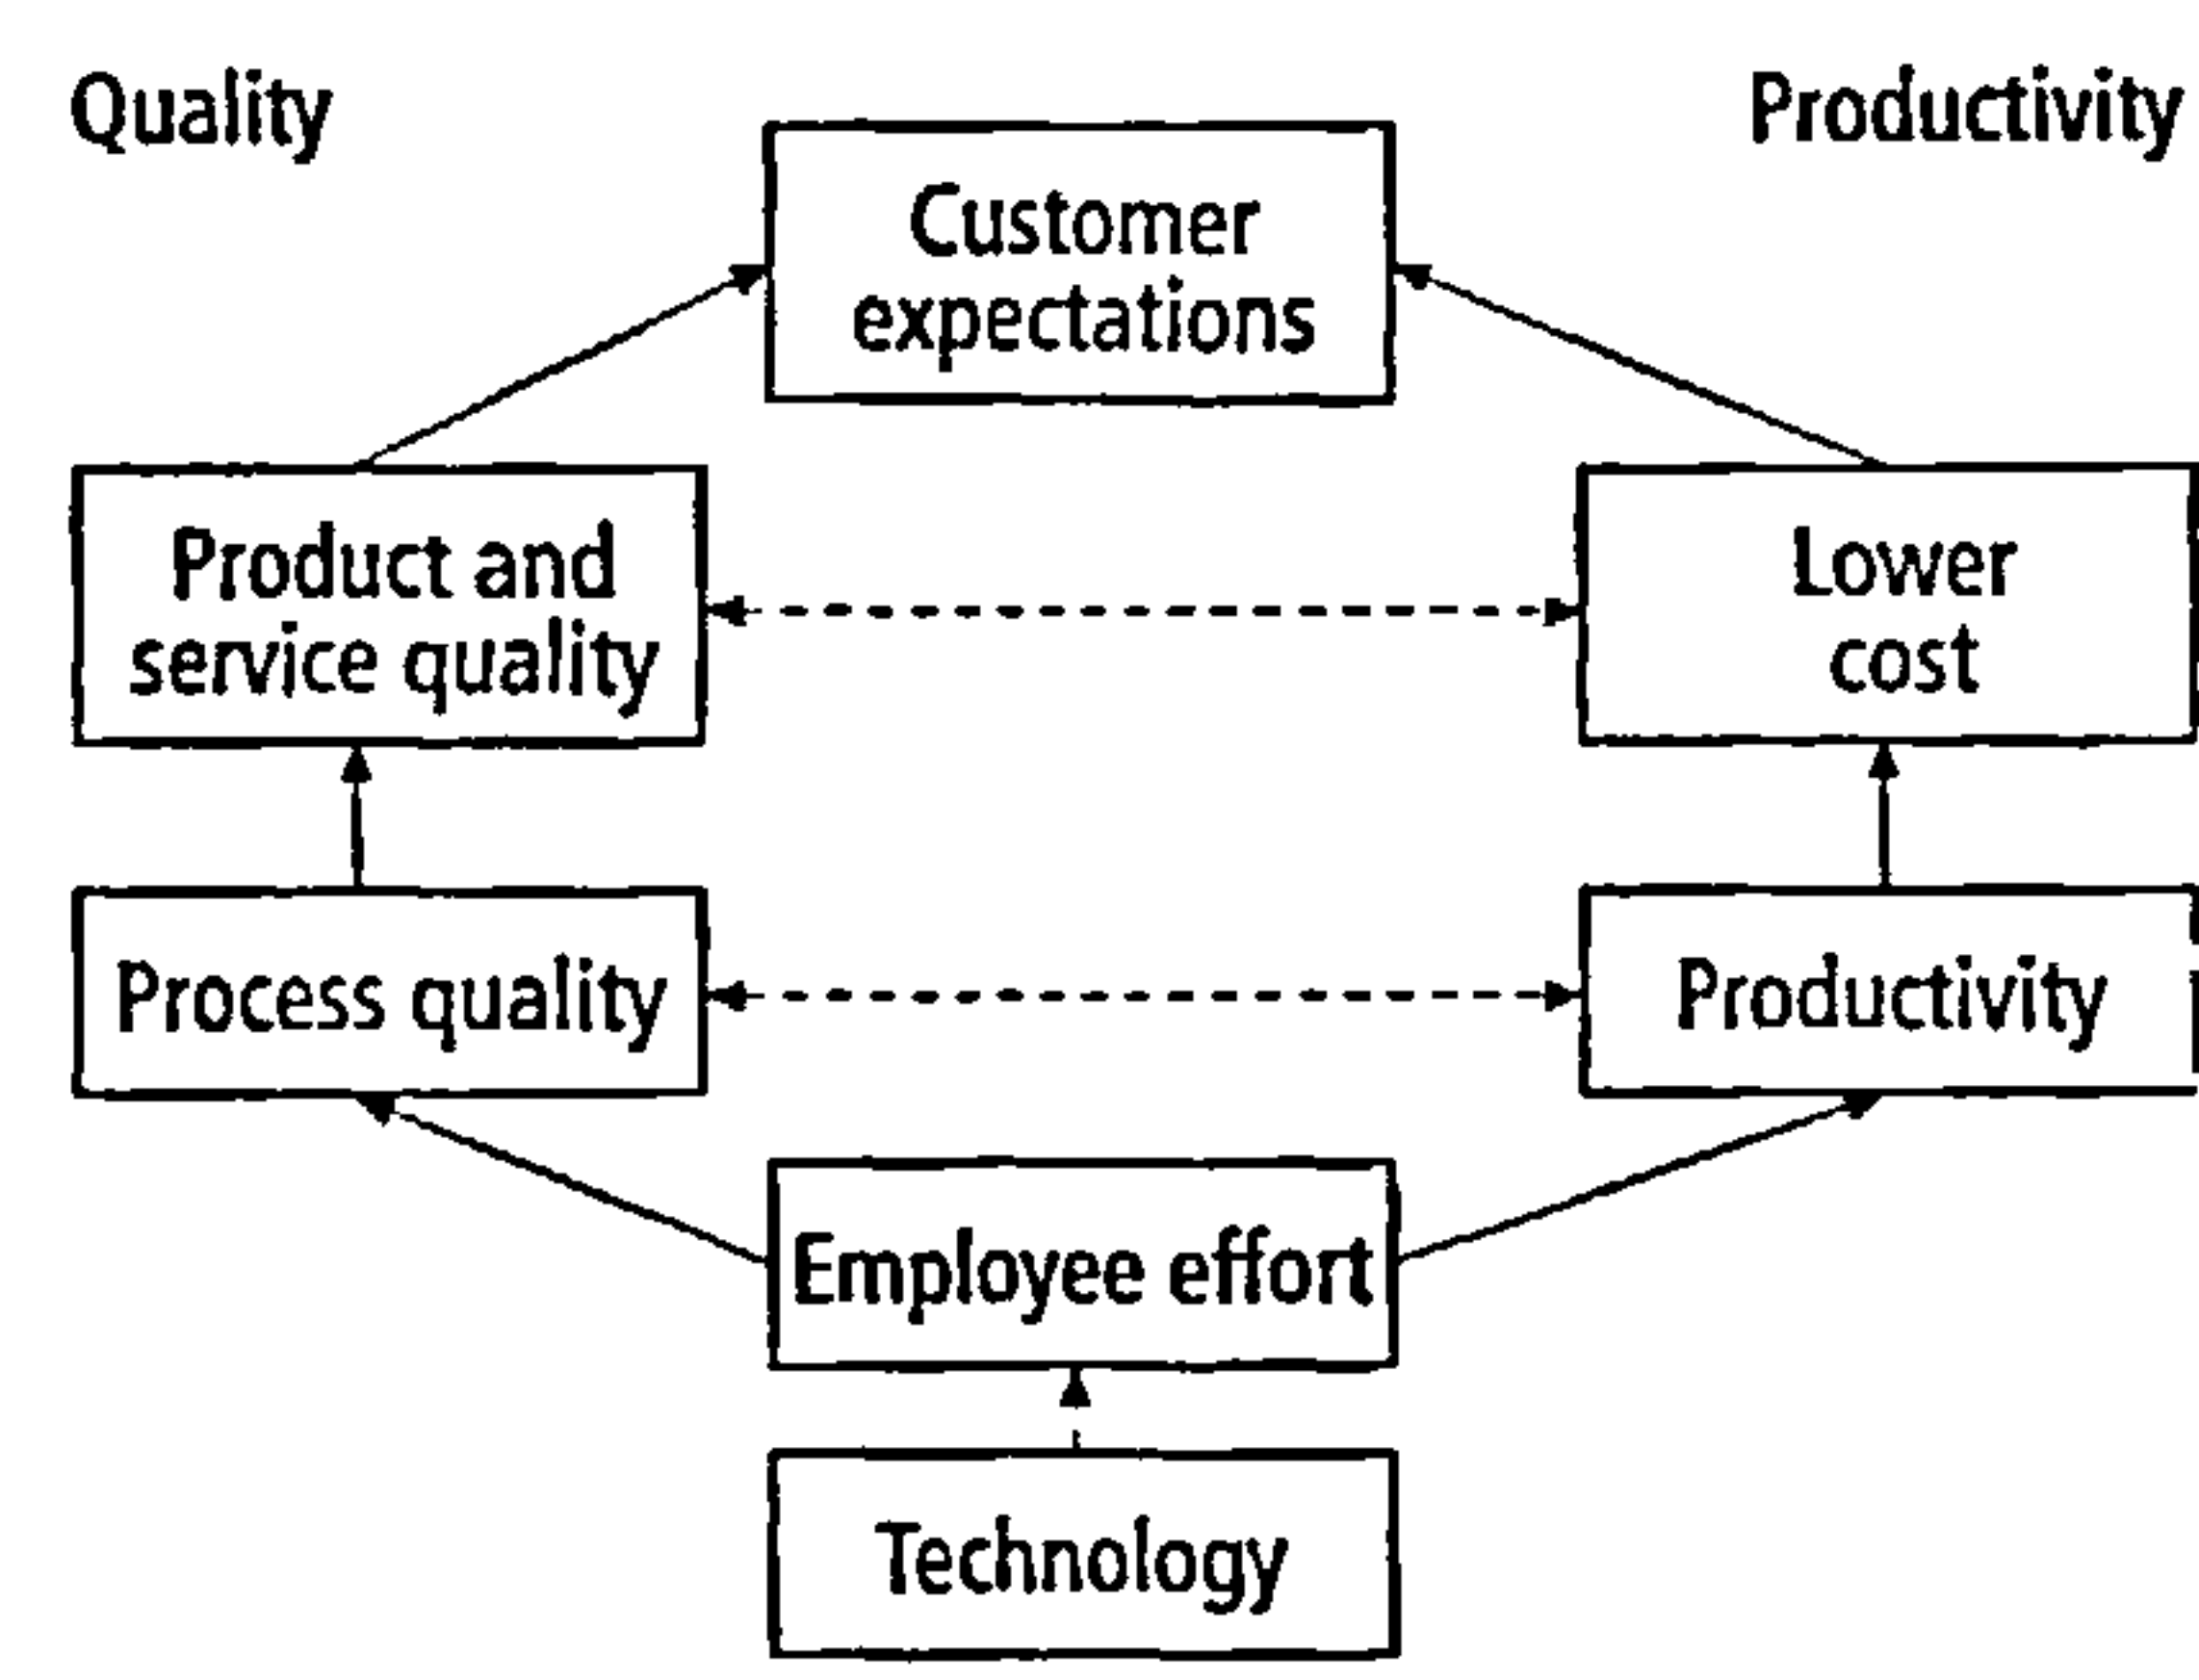 Quality
Productivity
Customer
expectations
Product and
service quality
Lower
cost
Process quality
Productivity
Employee effort
Technology